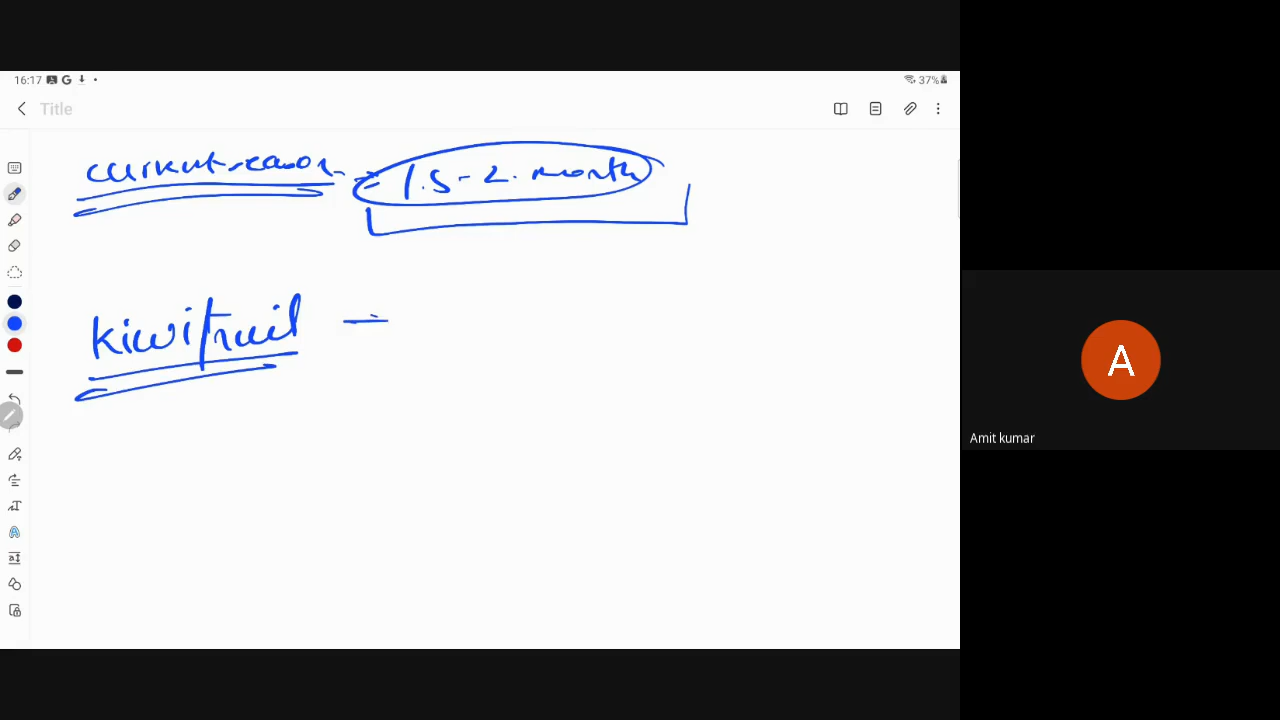 16:17 37%
Title
current season = 1.5 - 2. month
kiwifruit =
A
Amit kumar